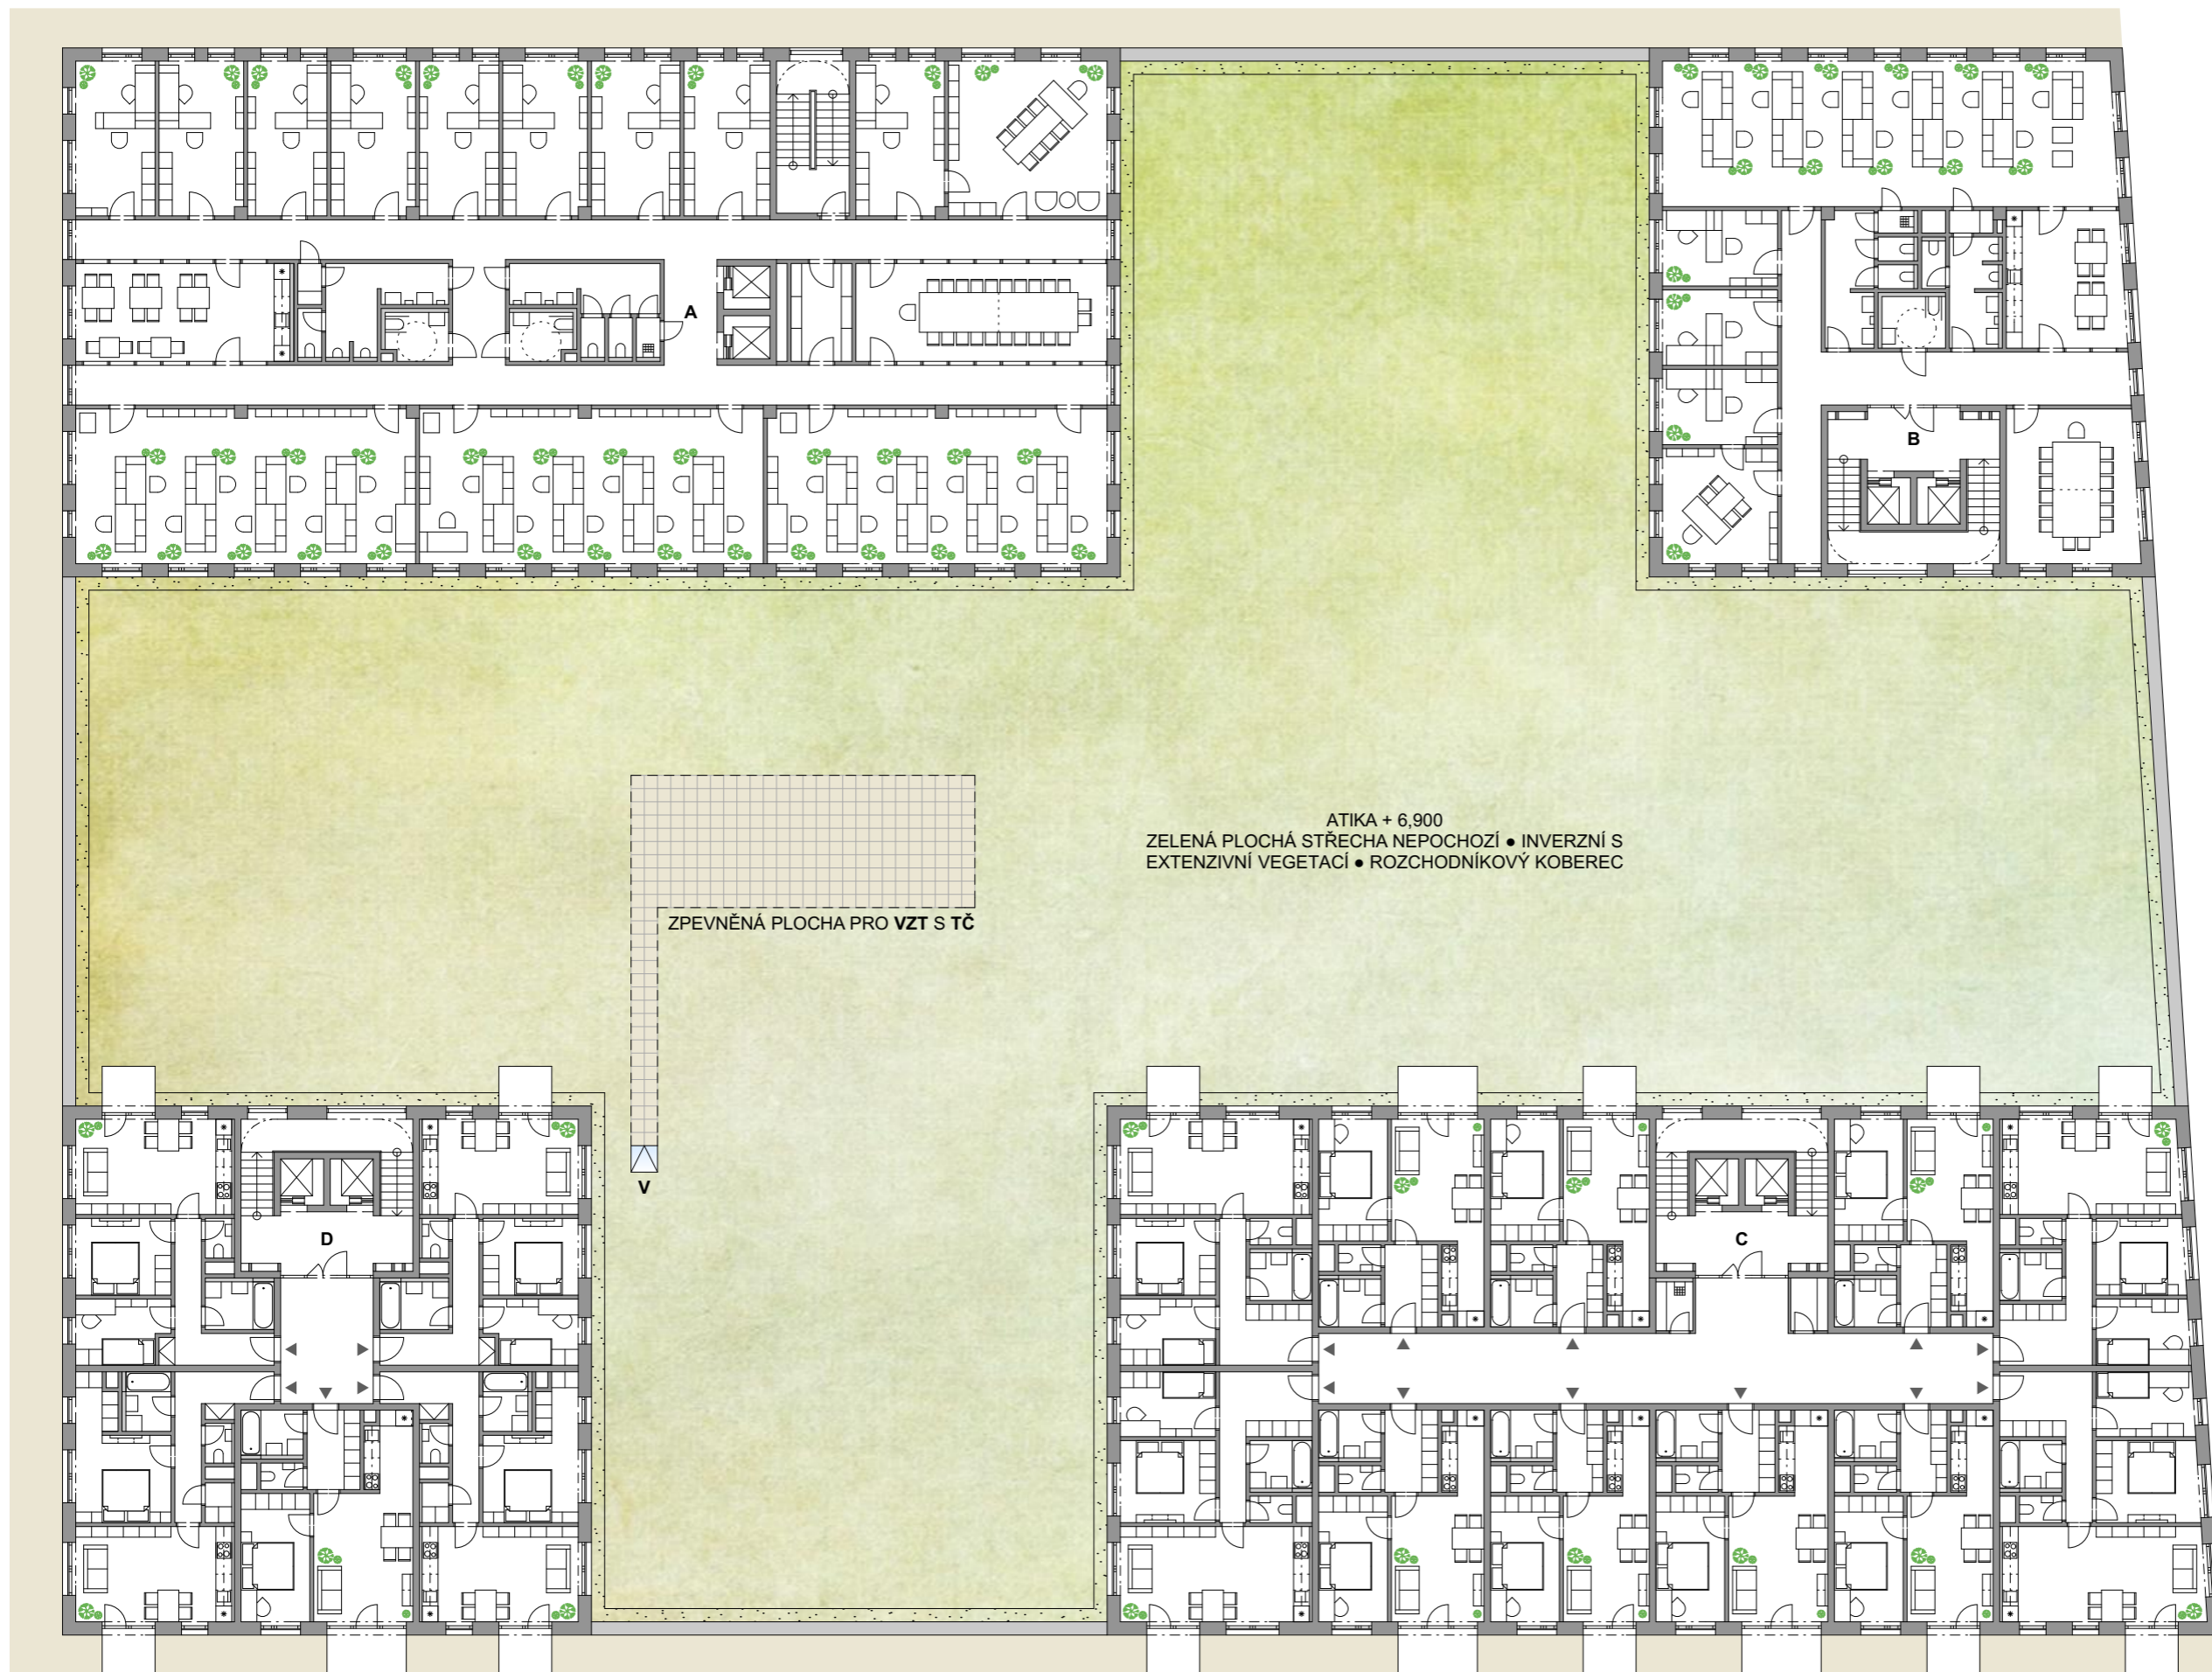 A
B
ATIKA + 6,900
ZELENÁ PLOCHÁ STŘECHA NEPOCHOZÍ ● INVERZNÍ S
EXTENZIVNÍ VEGETACÍ ● ROZCHODNÍKOVÝ KOBEREC
ZPEVNĚNÁ PLOCHA PRO VZT S TČ
V
D
C